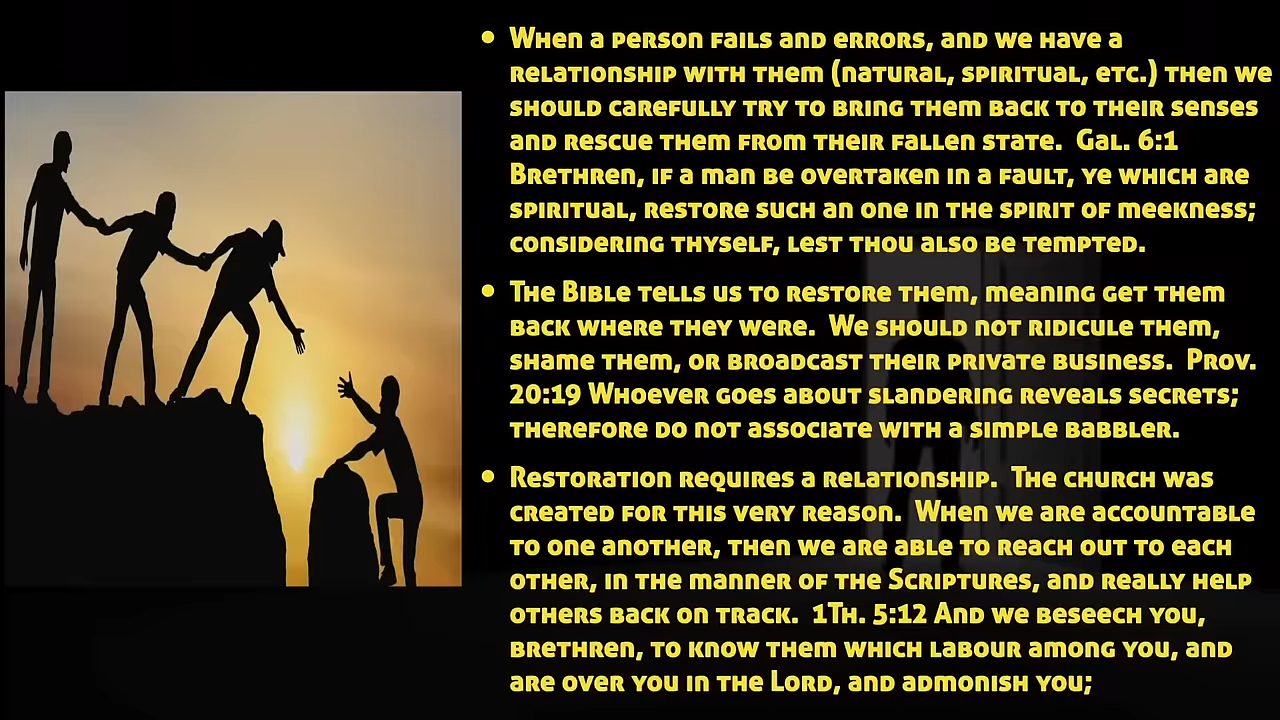 • When a person fails and errors, and we have a
relationship with them (natural, spiritual, etc.) then we
should carefully try to bring them back to their senses
and rescue them from their fallen state.  Gal. 6:1
Brethren, if a man be overtaken in a fault, ye which are
spiritual, restore such an one in the spirit of meekness;
considering thyself, lest thou also be tempted.
• The Bible tells us to restore them, meaning get them
back where they were.  We should not ridicule them,
shame them, or broadcast their private business.  Prov.
20:19 Whoever goes about slandering reveals secrets;
therefore do not associate with a simple babbler.
• Restoration requires a relationship.  The church was
created for this very reason.  When we are accountable
to one another, then we are able to reach out to each
other, in the manner of the Scriptures, and really help
others back on track.  1Th. 5:12 And we beseech you,
brethren, to know them which labour among you, and
are over you in the Lord, and admonish you;